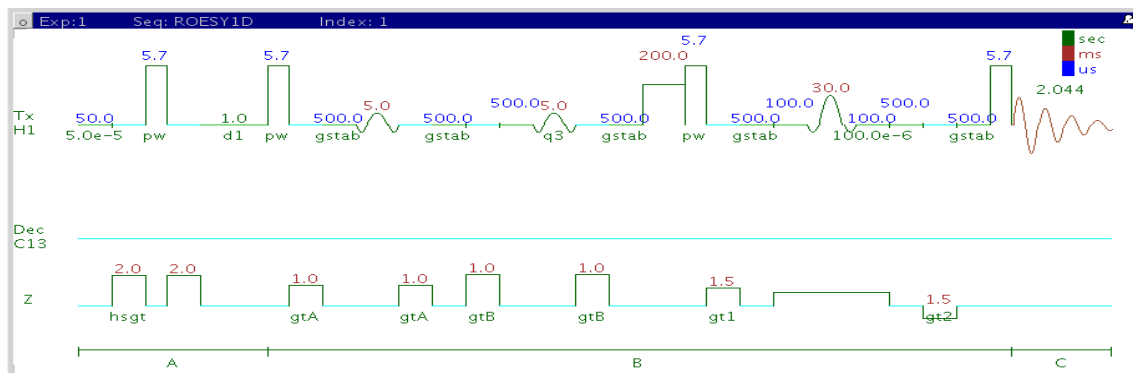 o Exp:1 Seq: ROESY1D Index: 1
sec
ms
us
5.7 5.7 200.0 5.7 5.7
2.044
Tx
H1
50.0 1.0 500.0 5.0 500.0 500.0 5.0 500.0 500.0 100.0 30.0 100.0 500.0 500.0
5.0e-5 pw d1 pw gstab gstab q3 gstab pw gstab 100.0e-6 gstab
Dec
C13
2.0 2.0 1.0 1.0 1.0 1.0 1.5 1.5
Z
hsgt gtA gtA gtB gtB gt1 gt2
A B C